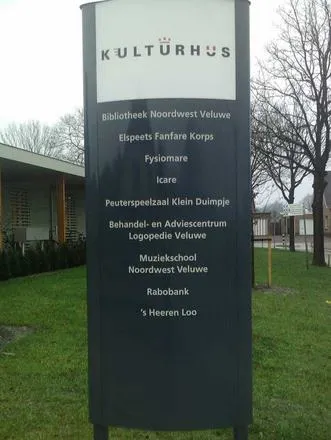 KULTURHUS
Bibliotheek Noordwest Veluwe
Elspeets Fanfare Korps
Fysiomare
Icare
Peuterspeelzaal Klein Duimpje
Behandel- en Adviescentrum
Logopedie Veluwe
Muziekschool
Noordwest Veluwe
Rabobank
's Heeren Loo